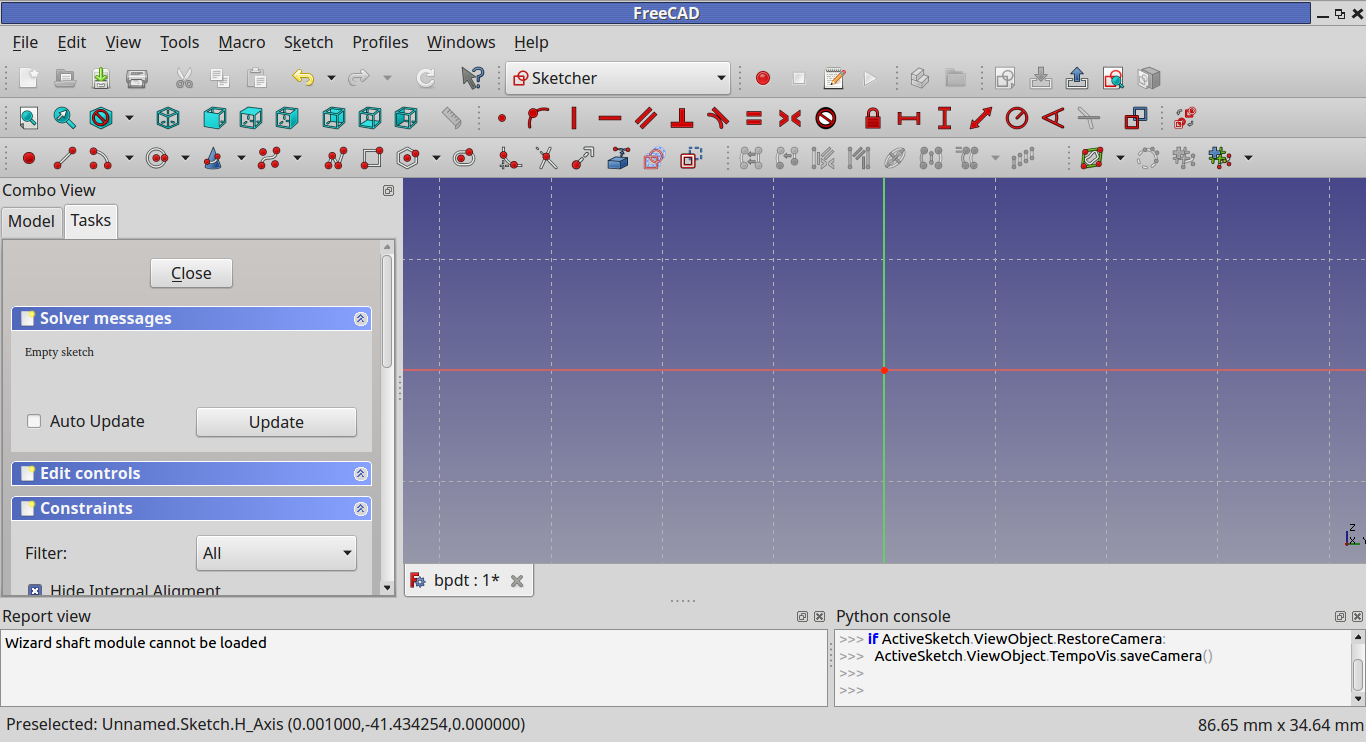 FreeCAD
File Edit View Tools Macro Sketch Profiles Windows Help
Sketcher
Combo View
Model Tasks
Close
Solver messages
Empty sketch
Auto Update Update
Edit controls
Constraints
Filter: All
Hide Internal Aligment
Z
X
bpdt : 1*
Report view
Wizard shaft module cannot be loaded
Python console
>>> if ActiveSketch.ViewObject.RestoreCamera:
>>>   ActiveSketch.ViewObject.TempoVis.saveCamera()
>>>
>>>
Preselected: Unnamed.Sketch.H_Axis (0.001000,-41.434254,0.000000)
86.65 mm x 34.64 mm